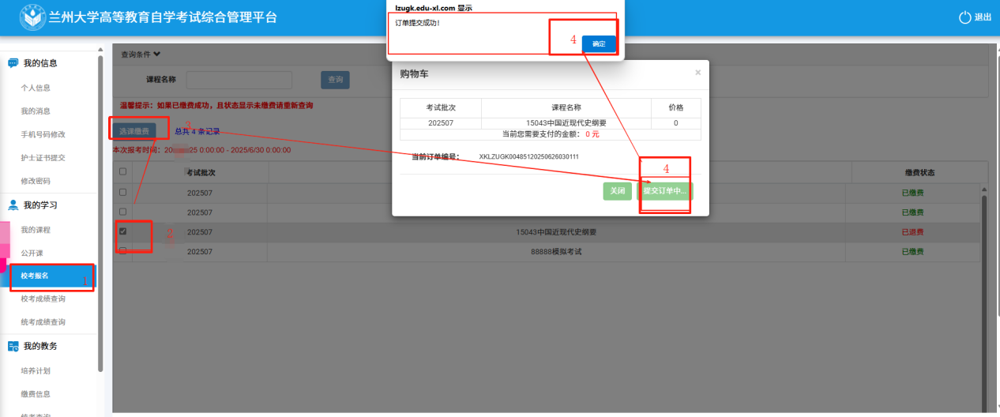 兰州大学高等教育自学考试综合管理平台
退出
lzugk.edu-xl.com 显示
订单提交成功！
4
确定
我的信息
个人信息
我的消息
手机号码修改
护士证书提交
修改密码
我的学习
我的课程
公开课
校考报名
1
校考成绩查询
统考成绩查询
我的教务
培养计划
缴费信息
统考查询
查询条件
课程名称
查询
温馨提示：如果已缴费成功，且状态显示未缴费请重新查询
选课缴费
3
总共 4 条记录
本次报考时间：20 25 0:00:00 - 2025/6/30 0:00:00
考试批次 缴费状态
202507 已缴费
202507 已缴费
2 202507 15043中国近现代史纲要 已退费
202507 88888模拟考试 已缴费
购物车 ×
考试批次 课程名称 价格
202507 15043中国近现代史纲要 0
当前您需要支付的金额： 0 元
当前订单编号： XKLZUGK00485120250626030111
4
关闭 提交订单中...